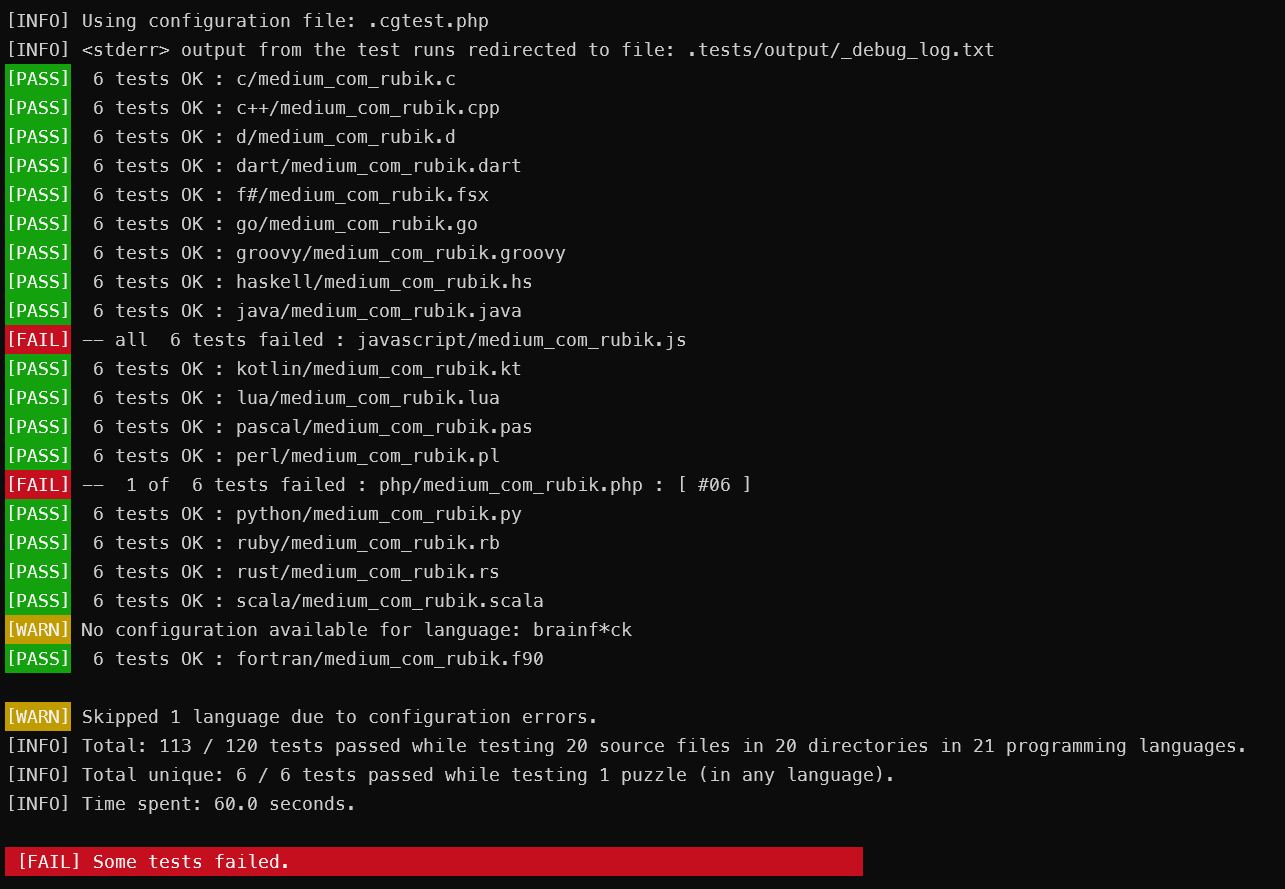 [INFO] Using configuration file: .cgtest.php
[INFO] <stderr> output from the test runs redirected to file: .tests/output/_debug_log.txt
[PASS]  6 tests OK : c/medium_com_rubik.c
[PASS]  6 tests OK : c++/medium_com_rubik.cpp
[PASS]  6 tests OK : d/medium_com_rubik.d
[PASS]  6 tests OK : dart/medium_com_rubik.dart
[PASS]  6 tests OK : f#/medium_com_rubik.fsx
[PASS]  6 tests OK : go/medium_com_rubik.go
[PASS]  6 tests OK : groovy/medium_com_rubik.groovy
[PASS]  6 tests OK : haskell/medium_com_rubik.hs
[PASS]  6 tests OK : java/medium_com_rubik.java
[FAIL] -- all  6 tests failed : javascript/medium_com_rubik.js
[PASS]  6 tests OK : kotlin/medium_com_rubik.kt
[PASS]  6 tests OK : lua/medium_com_rubik.lua
[PASS]  6 tests OK : pascal/medium_com_rubik.pas
[PASS]  6 tests OK : perl/medium_com_rubik.pl
[FAIL] --  1 of  6 tests failed : php/medium_com_rubik.php : [ #06 ]
[PASS]  6 tests OK : python/medium_com_rubik.py
[PASS]  6 tests OK : ruby/medium_com_rubik.rb
[PASS]  6 tests OK : rust/medium_com_rubik.rs
[PASS]  6 tests OK : scala/medium_com_rubik.scala
[WARN] No configuration available for language: brainf*ck
[PASS]  6 tests OK : fortran/medium_com_rubik.f90
[WARN] Skipped 1 language due to configuration errors.
[INFO] Total: 113 / 120 tests passed while testing 20 source files in 20 directories in 21 programming languages.
[INFO] Total unique: 6 / 6 tests passed while testing 1 puzzle (in any language).
[INFO] Time spent: 60.0 seconds.
[FAIL] Some tests failed.